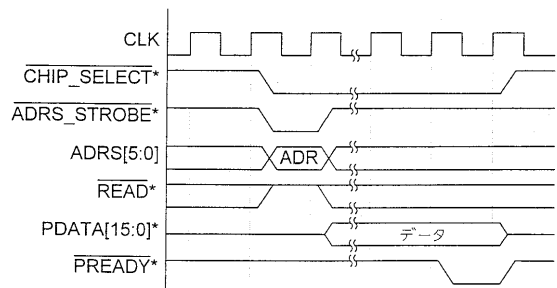 CLK
CHIP_SELECT*
ADRS_STROBE*
ADRS[5:0]
ADR
READ*
PDATA[15:0]*
データ
PREADY*